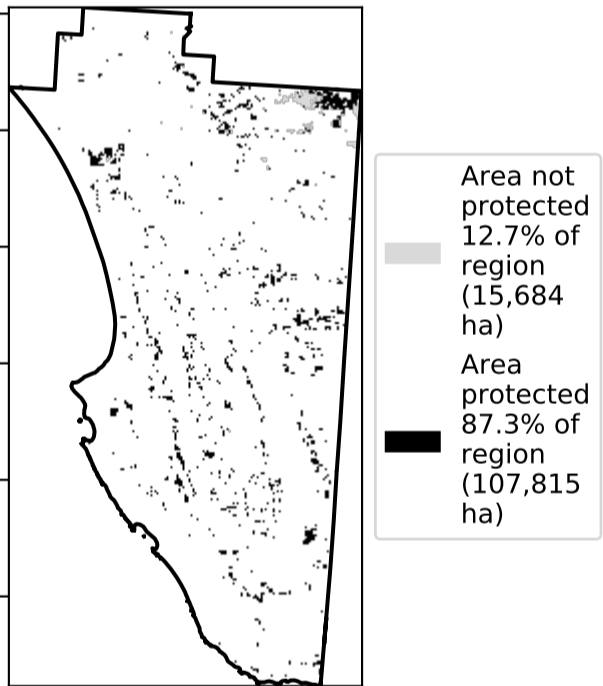 Area not
protected
12.7% of
region
(15,684
ha)
Area
protected
87.3% of
region
(107,815
ha)